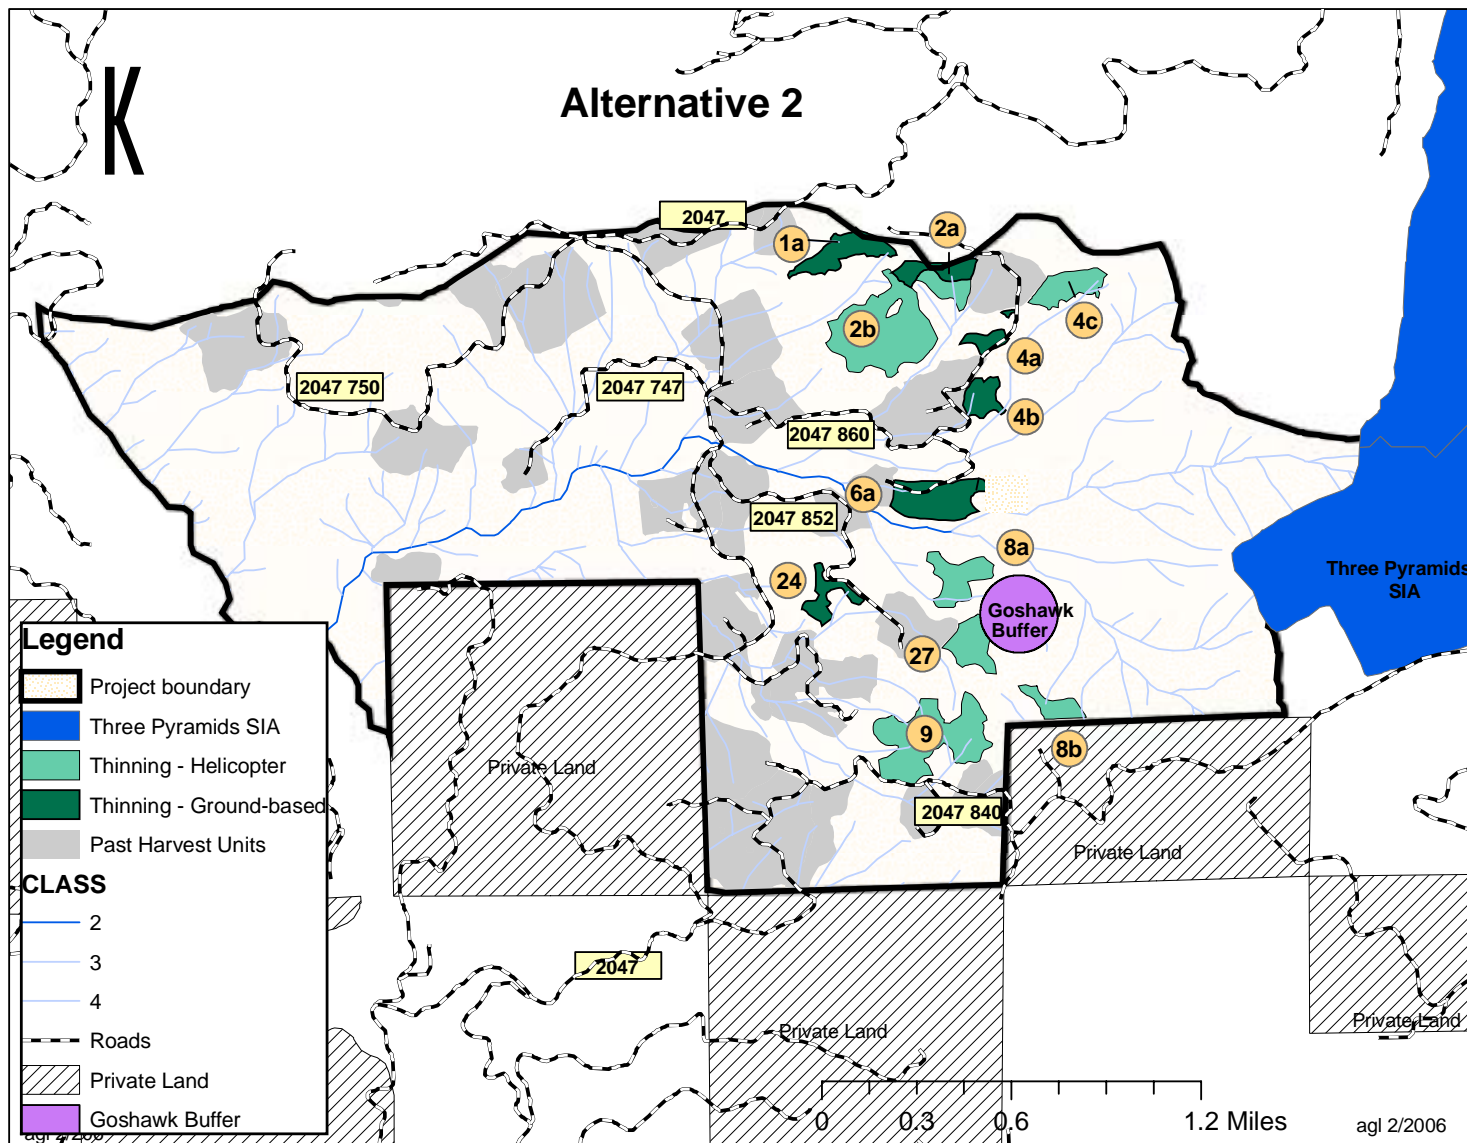 K
Alternative 2
2047
2a
1a
2b
4c
4a
2047 750
2047 747
4b
2047 860
6a
2047 852
8a
24
Three Pyramids
SIA
Goshawk
Buffer
27
9
8b
Private Land
2047 840
Private Land
2047
Private Land
Private Land
Legend
Project boundary
Three Pyramids SIA
Thinning - Helicopter
Thinning - Ground-based
Past Harvest Units
CLASS
2
3
4
Roads
Private Land
Goshawk Buffer
0 0.3 0.6 1.2 Miles
agl 2/2006